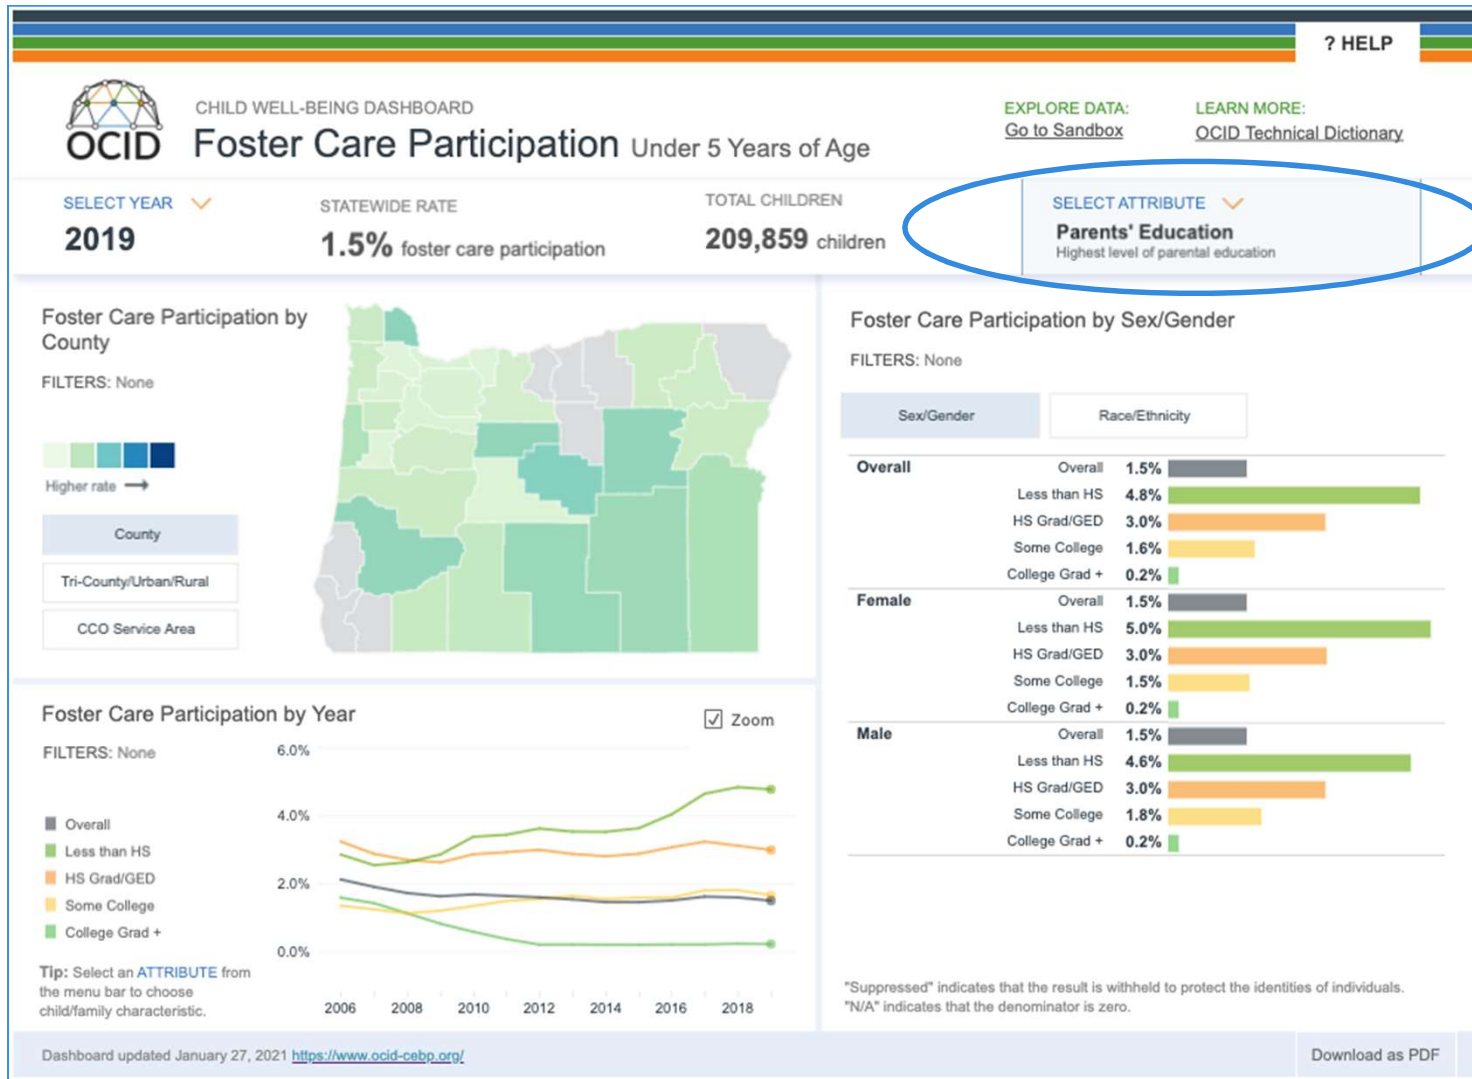 ? HELP
OCID
CHILD WELL-BEING DASHBOARD
Foster Care Participation Under 5 Years of Age
EXPLORE DATA:
Go to Sandbox
LEARN MORE:
OCID Technical Dictionary
SELECT YEAR
2019
STATEWIDE RATE
1.5% foster care participation
TOTAL CHILDREN
209,859 children
SELECT ATTRIBUTE
Parents' Education
Highest level of parental education
Foster Care Participation by
County
FILTERS: None
Higher rate
County
Tri-County/Urban/Rural
CCO Service Area
Foster Care Participation by Year
Zoom
FILTERS: None
6.0%
4.0%
2.0%
0.0%
Overall
Less than HS
HS Grad/GED
Some College
College Grad +
2006 2008 2010 2012 2014 2016 2018
Tip: Select an ATTRIBUTE from
the menu bar to choose
child/family characteristic.
Foster Care Participation by Sex/Gender
FILTERS: None
Sex/Gender Race/Ethnicity
Overall Overall 1.5%
Less than HS 4.8%
HS Grad/GED 3.0%
Some College 1.6%
College Grad + 0.2%
Female Overall 1.5%
Less than HS 5.0%
HS Grad/GED 3.0%
Some College 1.5%
College Grad + 0.2%
Male Overall 1.5%
Less than HS 4.6%
HS Grad/GED 3.0%
Some College 1.8%
College Grad + 0.2%
"Suppressed" indicates that the result is withheld to protect the identities of individuals.
"N/A" indicates that the denominator is zero.
Dashboard updated January 27, 2021 https://www.ocid-cebp.org/
Download as PDF